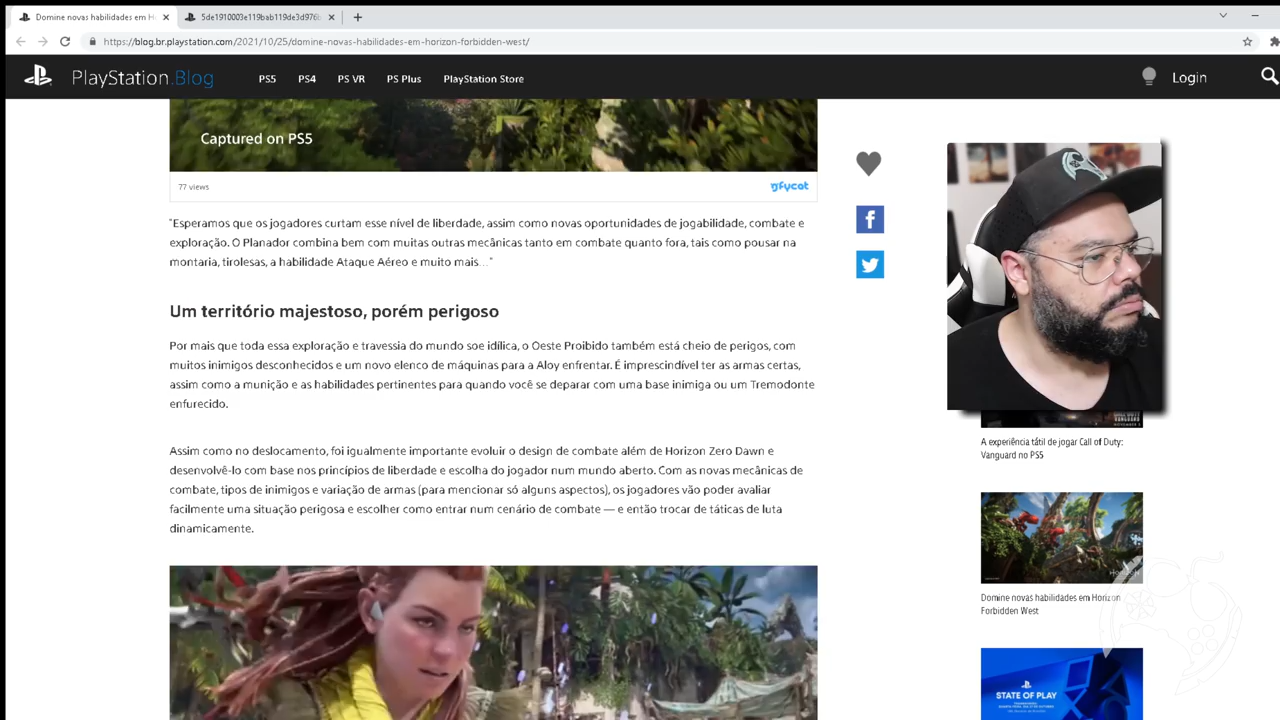 Domine novas habilidades em H
5de1910003e119bab119de3d976b
https://blog.br.playstation.com/2021/10/25/domine-novas-habilidades-em-horizon-forbidden-west/
PlayStation.Blog
PS5
PS4
PS VR
PS Plus
PlayStation Store
Login
Captured on PS5
77 views
gfycat
"Esperamos que os jogadores curtam esse nível de liberdade, assim como novas oportunidades de jogabilidade, combate e
exploração. O Planador combina bem com muitas outras mecânicas tanto em combate quanto fora, tais como pousar na
montaria, tirolesas, a habilidade Ataque Aéreo e muito mais…"
Um território majestoso, porém perigoso
Por mais que toda essa exploração e travessia do mundo soe idílica, o Oeste Proibido também está cheio de perigos, com
muitos inimigos desconhecidos e um novo elenco de máquinas para a Aloy enfrentar. É imprescindível ter as armas certas,
assim como a munição e as habilidades pertinentes para quando você se deparar com uma base inimiga ou um Tremodonte
enfurecido.
Assim como no deslocamento, foi igualmente importante evoluir o design de combate além de Horizon Zero Dawn e
desenvolvê-lo com base nos princípios de liberdade e escolha do jogador num mundo aberto. Com as novas mecânicas de
combate, tipos de inimigos e variação de armas (para mencionar só alguns aspectos), os jogadores vão poder avaliar
facilmente uma situação perigosa e escolher como entrar num cenário de combate — e então trocar de táticas de luta
dinamicamente.
VANGUARD
A experiência tátil de jogar Call of Duty:
Vanguard no PS5
HORIZON
Domine novas habilidades em Horizon
Forbidden West
STATE OF PLAY